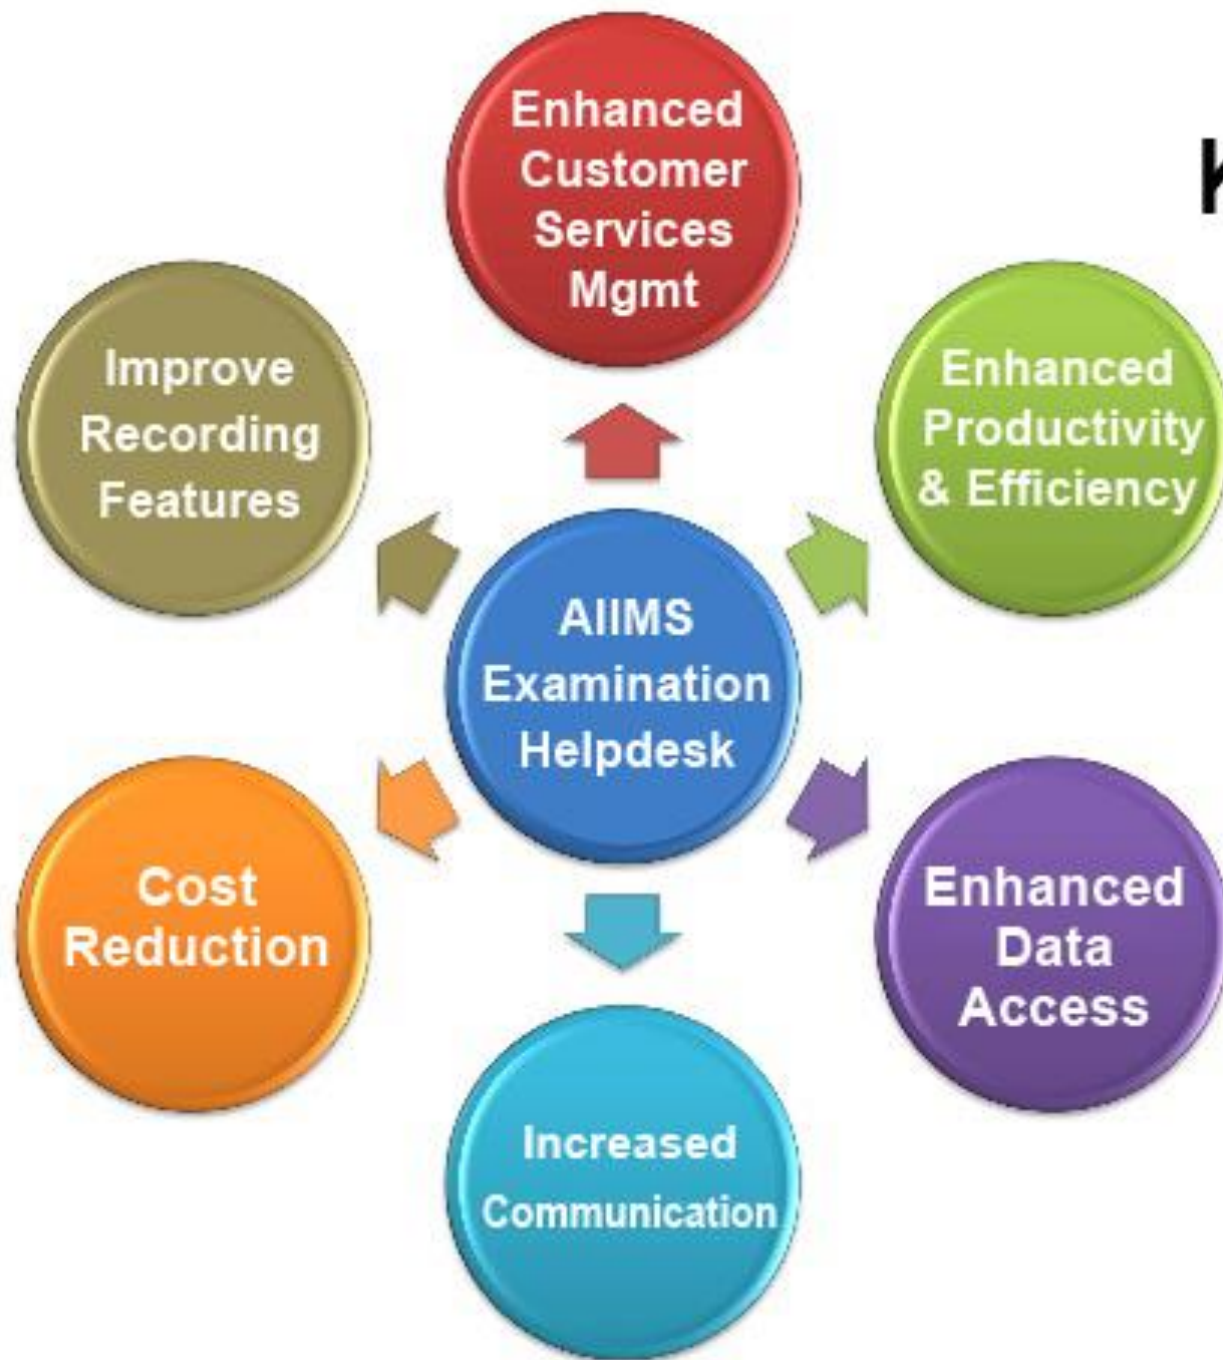 Enhanced
Customer
Services
Mgmt
K
Improve
Recording
Features
Enhanced
Productivity
& Efficiency
AIIMS
Examination
Helpdesk
Cost
Reduction
Enhanced
Data
Access
Increased
Communication